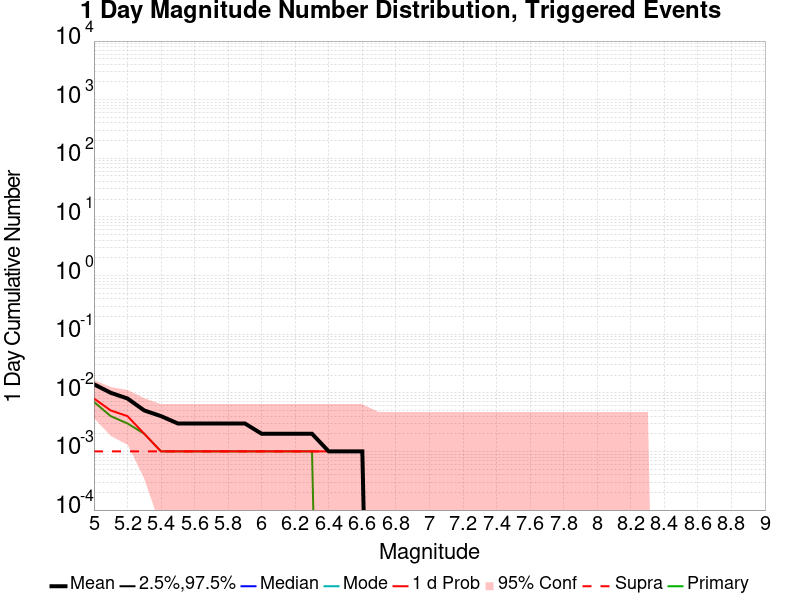 1 Day Magnitude Number Distribution, Triggered Events
10^4
10^3
10^2
10^1
10^0
10^-1
10^-2
10^-3
10^-4
1 Day Cumulative Number
5 5.2 5.4 5.6 5.8 6 6.2 6.4 6.6 6.8 7 7.2 7.4 7.6 7.8 8 8.2 8.4 8.6 8.8 9
Magnitude
Mean 2.5%,97.5% Median Mode 1 d Prob 95% Conf Supra Primary